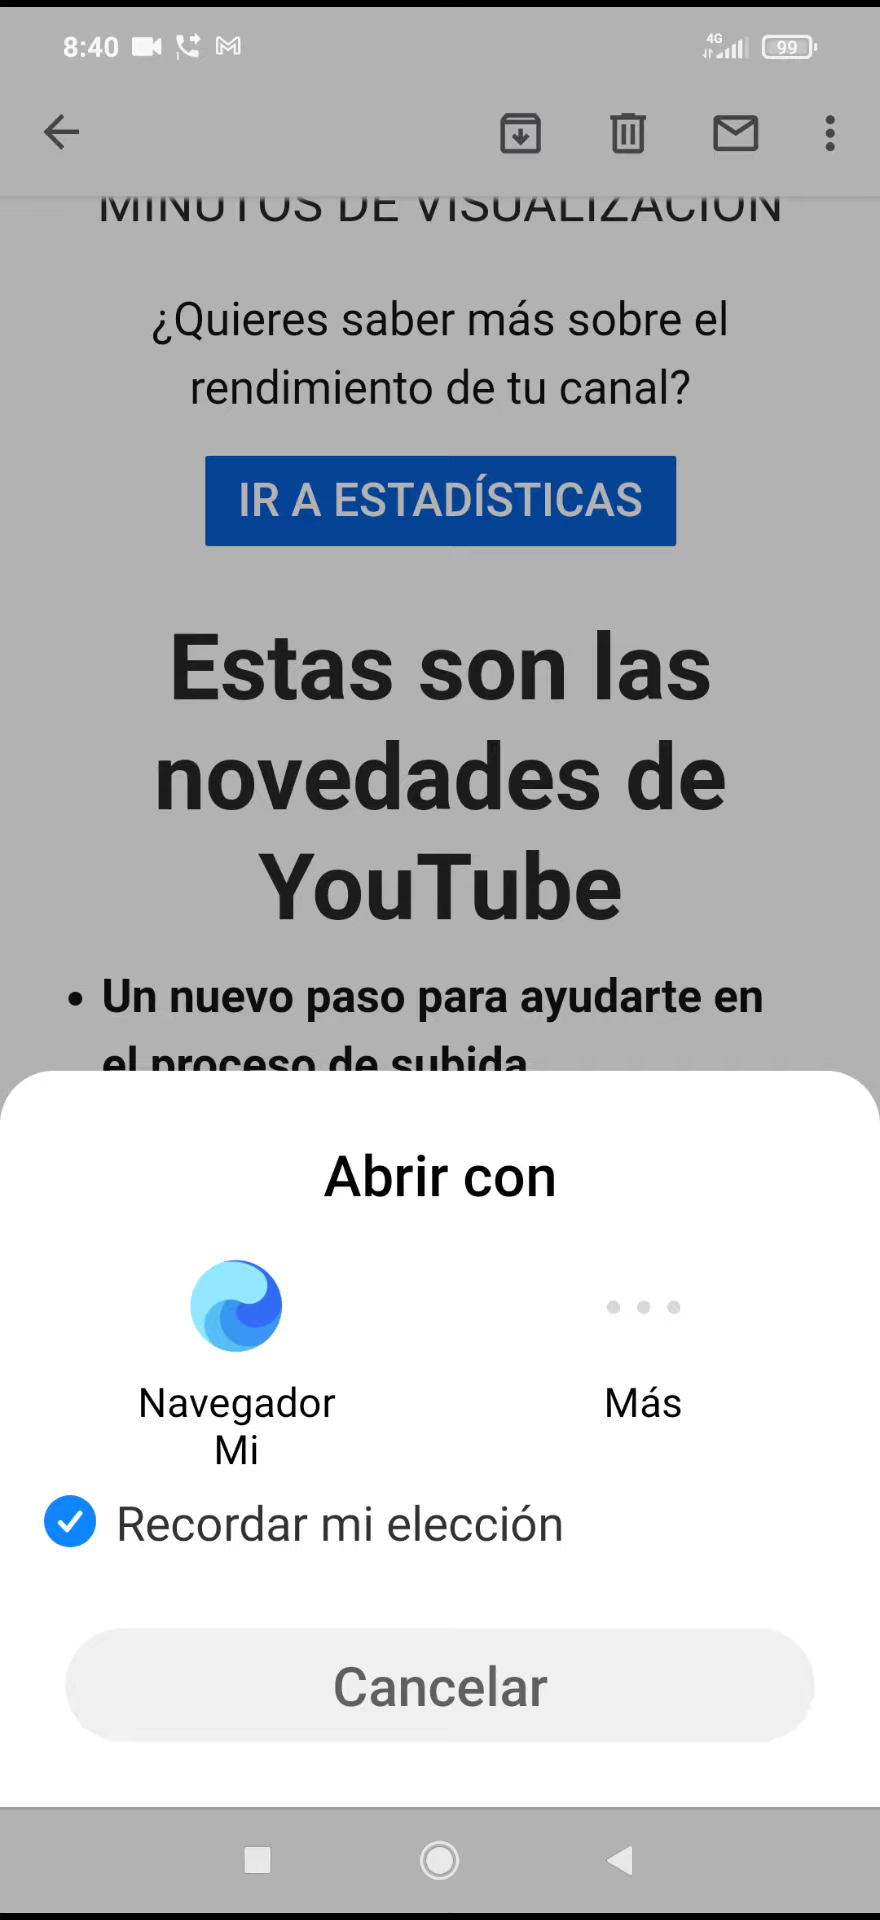 8:40
4G
99
MINUTOS DE VISUALIZACIÓN
¿Quieres saber más sobre el
rendimiento de tu canal?
IR A ESTADÍSTICAS
Estas son las
novedades de
YouTube
• Un nuevo paso para ayudarte en
el proceso de subida
Abrir con
Navegador
Mi
Más
Recordar mi elección
Cancelar